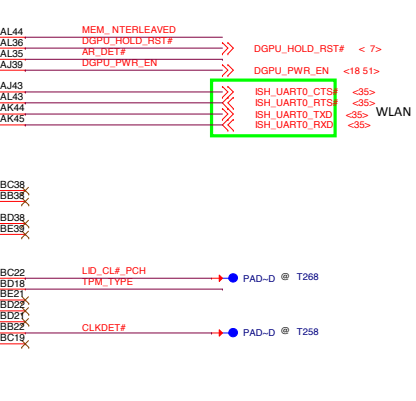 AL44 MEM_ NTERLEAVED
AL36 DGPU_HOLD_RST# DGPU_HOLD_RST# < 7>
AL35 AR_DET#
AJ39 DGPU_PWR_EN DGPU_PWR_EN <18 51>
AJ43 ISH_UART0_CTS# <35>
AL43 ISH_UART0_RTS# <35>
AK44 ISH_UART0_TXD <35> WLAN
AK45 ISH_UART0_RXD <35>
BC38
BB38
BD38
BE39
BC22 LID_CL#_PCH PAD~D @ T268
BD18 TPM_TYPE
BE21
BD22
BD21
BB22 CLKDET# PAD~D @ T258
BC19